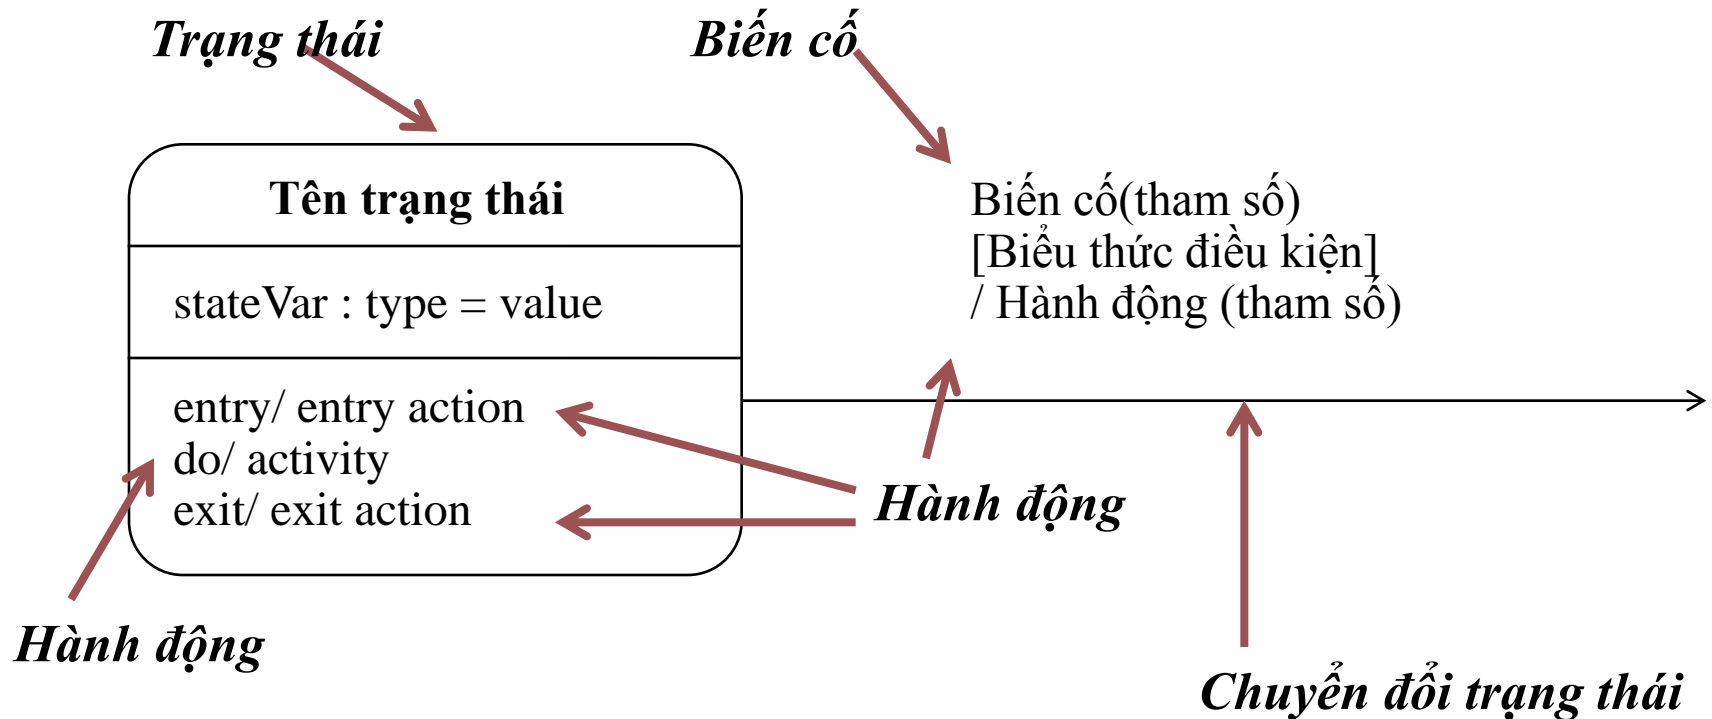 Trạng thái
Biến cố
Tên trạng thái
stateVar : type = value
entry/ entry action
do/ activity
exit/ exit action
Biến cố(tham số)
[Biểu thức điều kiện]
/ Hành động (tham số)
Hành động
Hành động
Chuyển đổi trạng thái